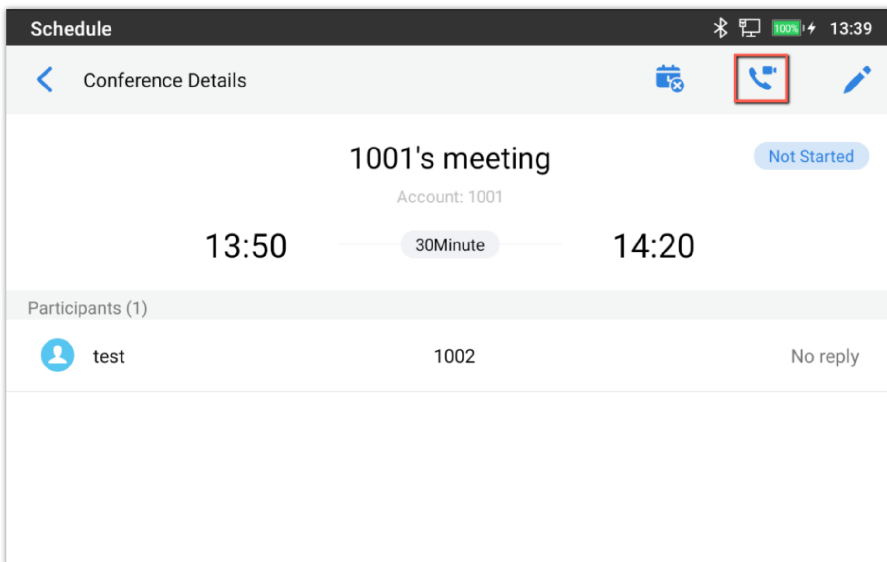 Schedule 100% 13:39
Conference Details
1001's meeting Not Started
Account: 1001
13:50 30Minute 14:20
Participants (1)
test 1002 No reply